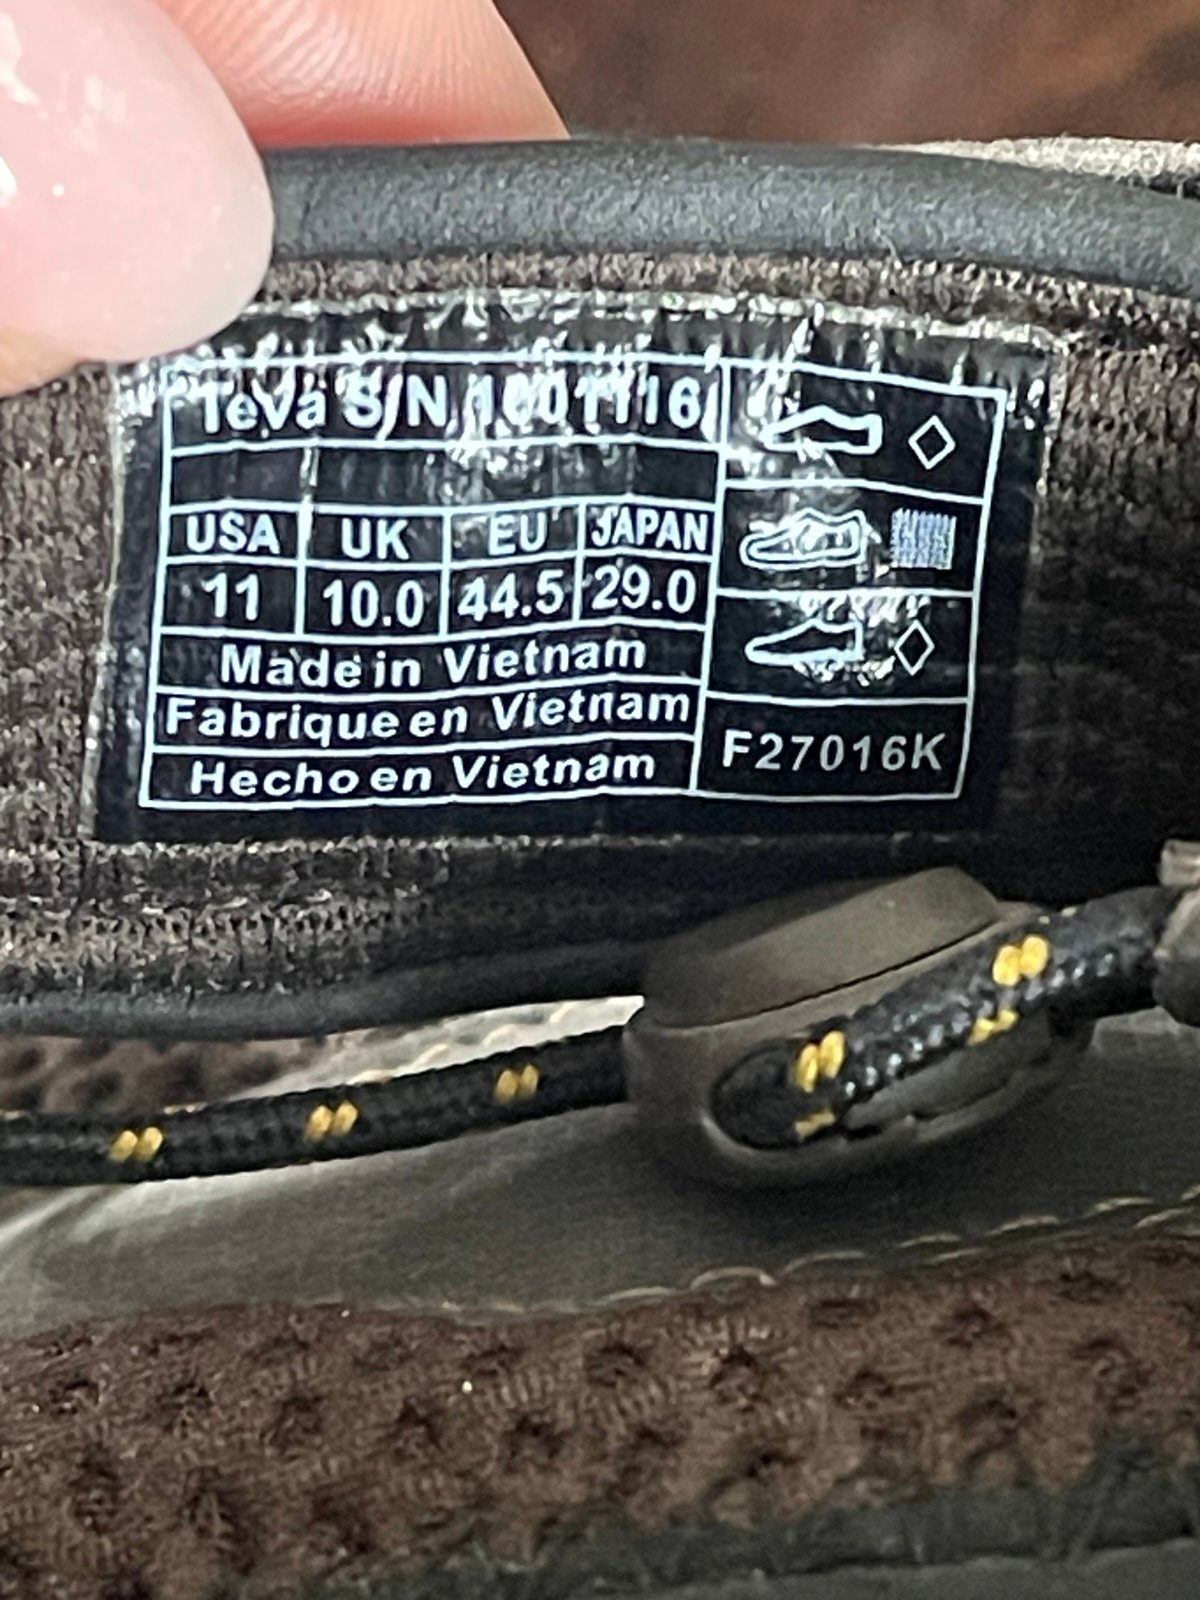 Teva S/N 1001116
USA UK EU JAPAN
11 10.0 44.5 29.0
Made in Vietnam
Fabrique en Vietnam
Hecho en Vietnam
F27016K